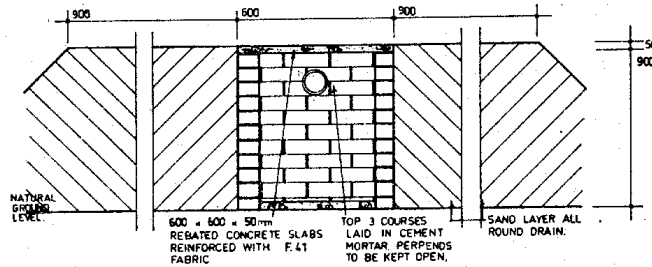 900 600 900
50
900
NATURAL
GROUND
LEVEL.
600 x 600 x 50mm
REBATED CONCRETE SLABS
REINFORCED WITH F.41
FABRIC
TOP 3 COURSES
LAID IN CEMENT
MORTAR, PERPENDS
TO BE KEPT OPEN.
SAND LAYER ALL
ROUND DRAIN.